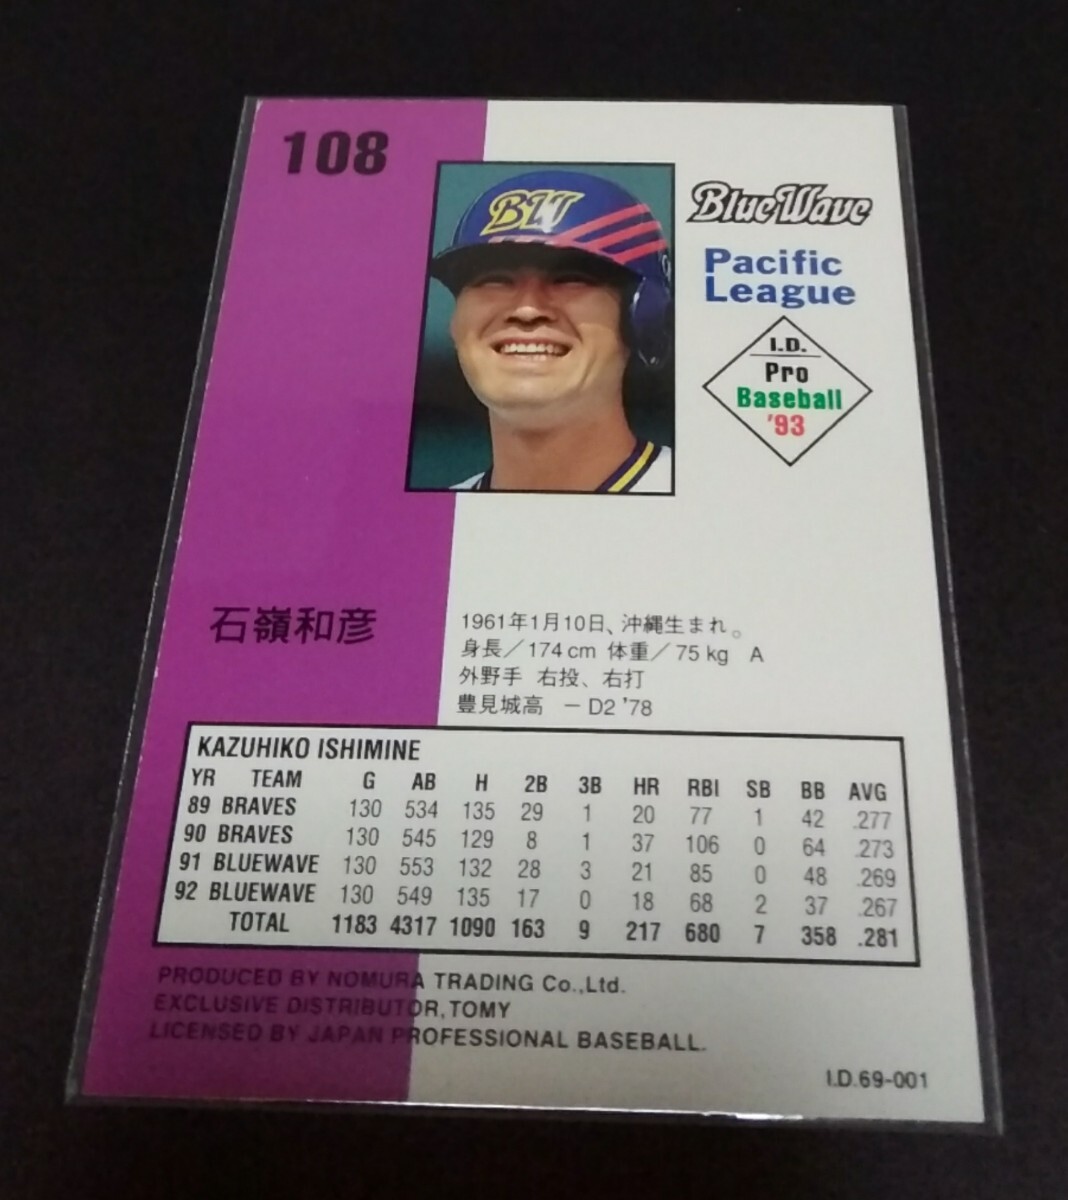 108
BW
BlueWave
Pacific
League
I.D.
Pro
Baseball
'93
石嶺和彦
1961年1月10日、沖縄生まれ。
身長／174cm 体重／75kg A
外野手 右投、右打
豊見城高 －D2 '78
KAZUHIKO ISHIMINE
YR TEAM G AB H 2B 3B HR RBI SB BB AVG
89 BRAVES 130 534 135 29 1 20 77 1 42 .277
90 BRAVES 130 545 129 8 1 37 106 0 64 .273
91 BLUEWAVE 130 553 132 28 3 21 85 0 48 .269
92 BLUEWAVE 130 549 135 17 0 18 68 2 37 .267
TOTAL 1183 4317 1090 163 9 217 680 7 358 .281
PRODUCED BY NOMURA TRADING Co.,Ltd.
EXCLUSIVE DISTRIBUTOR,TOMY
LICENSED BY JAPAN PROFESSIONAL BASEBALL.
I.D.69-001